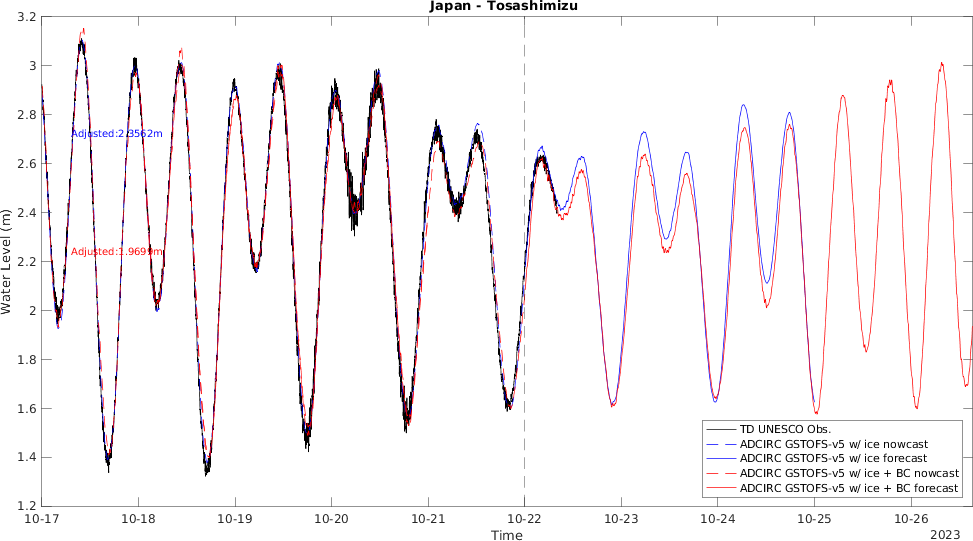 Japan - Tosashimizu
3.2
3
2.8
2.6
2.4
2.2
2
1.8
1.6
1.4
1.2
Water Level (m)
Adjusted:2.3562m
Adjusted:1.9699m
TD UNESCO Obs.
ADCIRC GSTOFS-v5 w/ ice nowcast
ADCIRC GSTOFS-v5 w/ ice forecast
ADCIRC GSTOFS-v5 w/ ice + BC nowcast
ADCIRC GSTOFS-v5 w/ ice + BC forecast
10-17 10-18 10-19 10-20 10-21 10-22 10-23 10-24 10-25 10-26
Time
2023